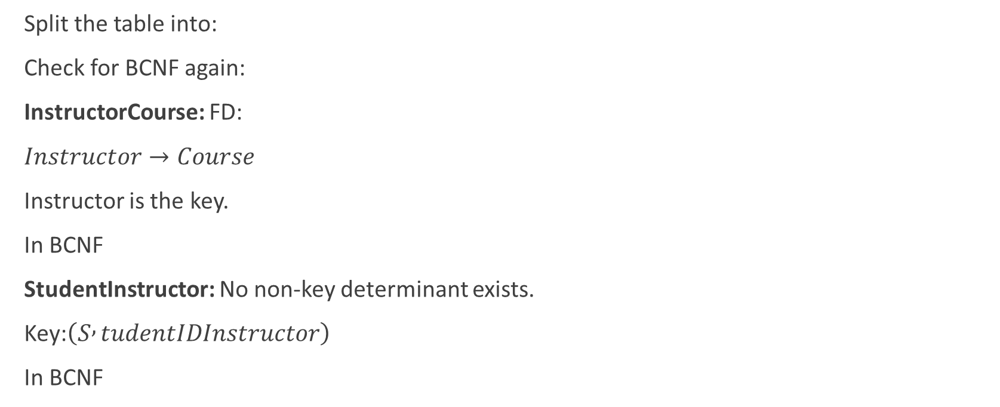 Split the table into:
Check for BCNF again:
InstructorCourse: FD:
Instructor → Course
Instructor is the key.
In BCNF
StudentInstructor: No non-key determinant exists.
Key:(S, tudentIDInstructor)
In BCNF